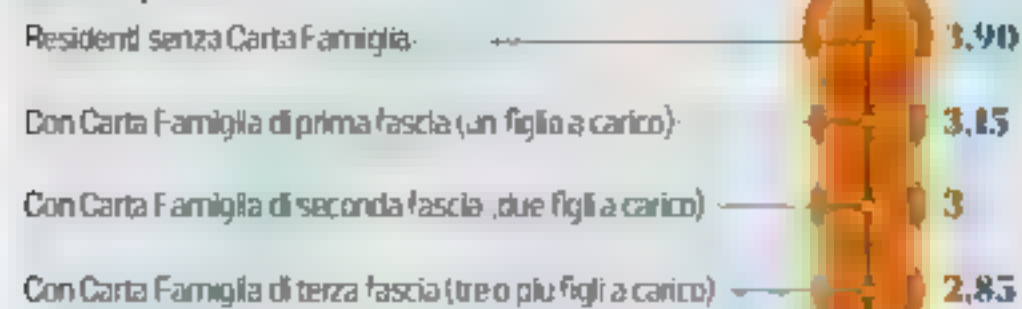 Residenti senza Carta Famiglia 3,90
Con Carta Famiglia di prima fascia (un figlio a carico) 3,15
Con Carta Famiglia di seconda fascia (due figli a carico) 3
Con Carta Famiglia di terza fascia (tre o più figli a carico) 2,85